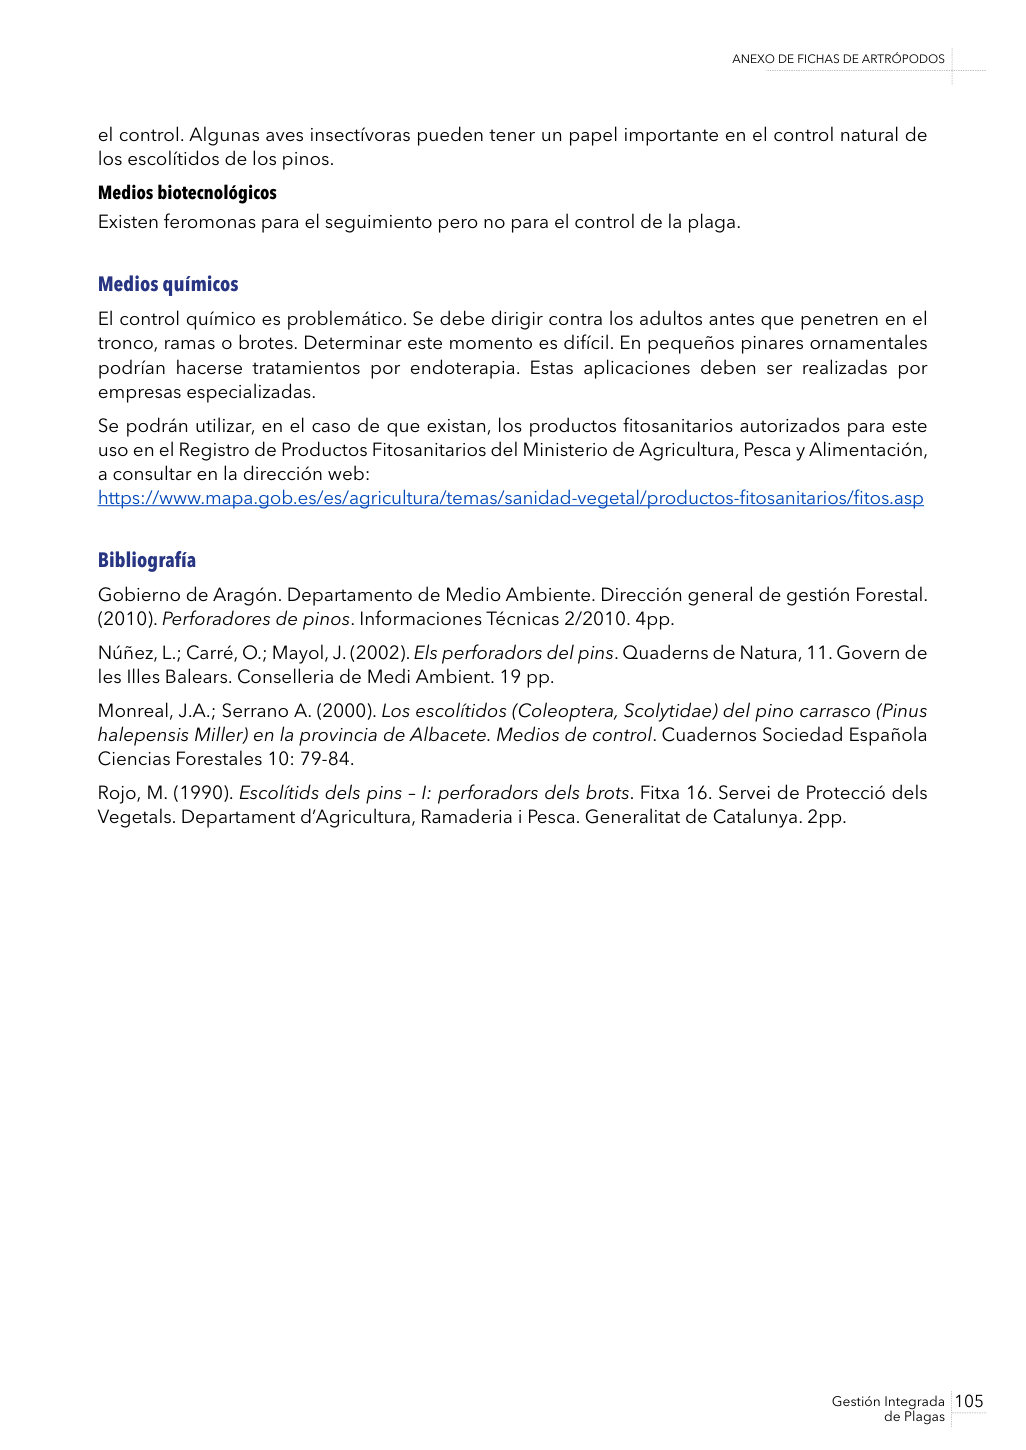 ANEXO DE FICHAS DE ARTRÓPODOS
el control. Algunas aves insectívoras pueden tener un papel importante en el control natural de
los escolítidos de los pinos.
Medios biotecnológicos
Existen feromonas para el seguimiento pero no para el control de la plaga.
Medios químicos
El control químico es problemático. Se debe dirigir contra los adultos antes que penetren en el
tronco, ramas o brotes. Determinar este momento es difícil. En pequeños pinares ornamentales
podrían hacerse tratamientos por endoterapia. Estas aplicaciones deben ser realizadas por
empresas especializadas.
Se podrán utilizar, en el caso de que existan, los productos fitosanitarios autorizados para este
uso en el Registro de Productos Fitosanitarios del Ministerio de Agricultura, Pesca y Alimentación,
a consultar en la dirección web:
https://www.mapa.gob.es/es/agricultura/temas/sanidad-vegetal/productos-fitosanitarios/fitos.asp
Bibliografía
Gobierno de Aragón. Departamento de Medio Ambiente. Dirección general de gestión Forestal.
(2010). Perforadores de pinos. Informaciones Técnicas 2/2010. 4pp.
Núñez, L.; Carré, O.; Mayol, J. (2002). Els perforadors del pins. Quaderns de Natura, 11. Govern de
les Illes Balears. Conselleria de Medi Ambient. 19 pp.
Monreal, J.A.; Serrano A. (2000). Los escolítidos (Coleoptera, Scolytidae) del pino carrasco (Pinus
halepensis Miller) en la provincia de Albacete. Medios de control. Cuadernos Sociedad Española
Ciencias Forestales 10: 79-84.
Rojo, M. (1990). Escolítids dels pins – I: perforadors dels brots. Fitxa 16. Servei de Protecció dels
Vegetals. Departament d’Agricultura, Ramaderia i Pesca. Generalitat de Catalunya. 2pp.
Gestión Integrada 105
de Plagas